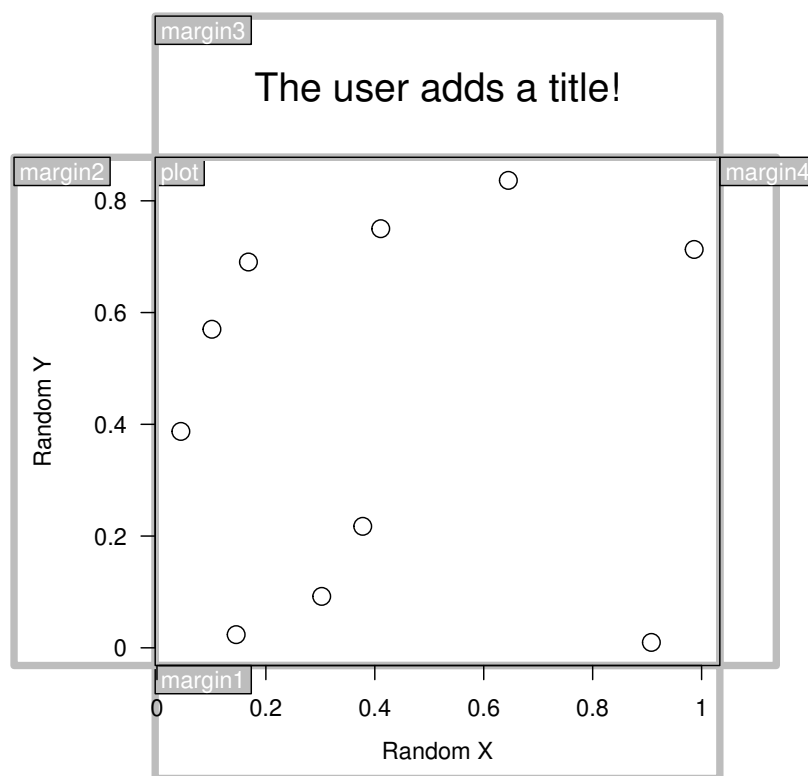 margin3
The user adds a title!
margin2
plot
margin4
0.8
0.6
0.4
0.2
0
Random Y
margin1
0 0.2 0.4 0.6 0.8 1
Random X